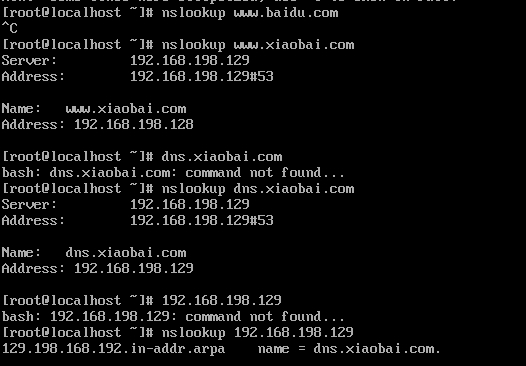 [root@localhost ~]# nslookup www.baidu.com
^C
[root@localhost ~]# nslookup www.xiaobai.com
Server:         192.168.198.129
Address:        192.168.198.129#53

Name:   www.xiaobai.com
Address: 192.168.198.128

[root@localhost ~]# dns.xiaobai.com
bash: dns.xiaobai.com: command not found...
[root@localhost ~]# nslookup dns.xiaobai.com
Server:         192.168.198.129
Address:        192.168.198.129#53

Name:   dns.xiaobai.com
Address: 192.168.198.129

[root@localhost ~]# 192.168.198.129
bash: 192.168.198.129: command not found...
[root@localhost ~]# nslookup 192.168.198.129
129.198.168.192.in-addr.arpa    name = dns.xiaobai.com.